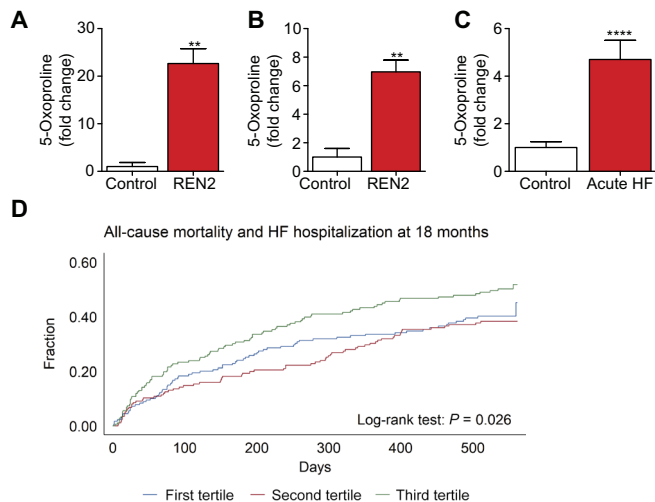 A
5-Oxoproline
(fold change)
30
20
10
0
**
Control
REN2
B
5-Oxoproline
(fold change)
10
8
6
4
2
0
**
Control
REN2
C
5-Oxoproline
(fold change)
6
4
2
0
****
Control
Acute HF
D
All-cause mortality and HF hospitalization at 18 months
Fraction
0.60
0.40
0.20
0.00
Log-rank test: P = 0.026
0 100 200 300 400 500
Days
First tertile Second tertile Third tertile